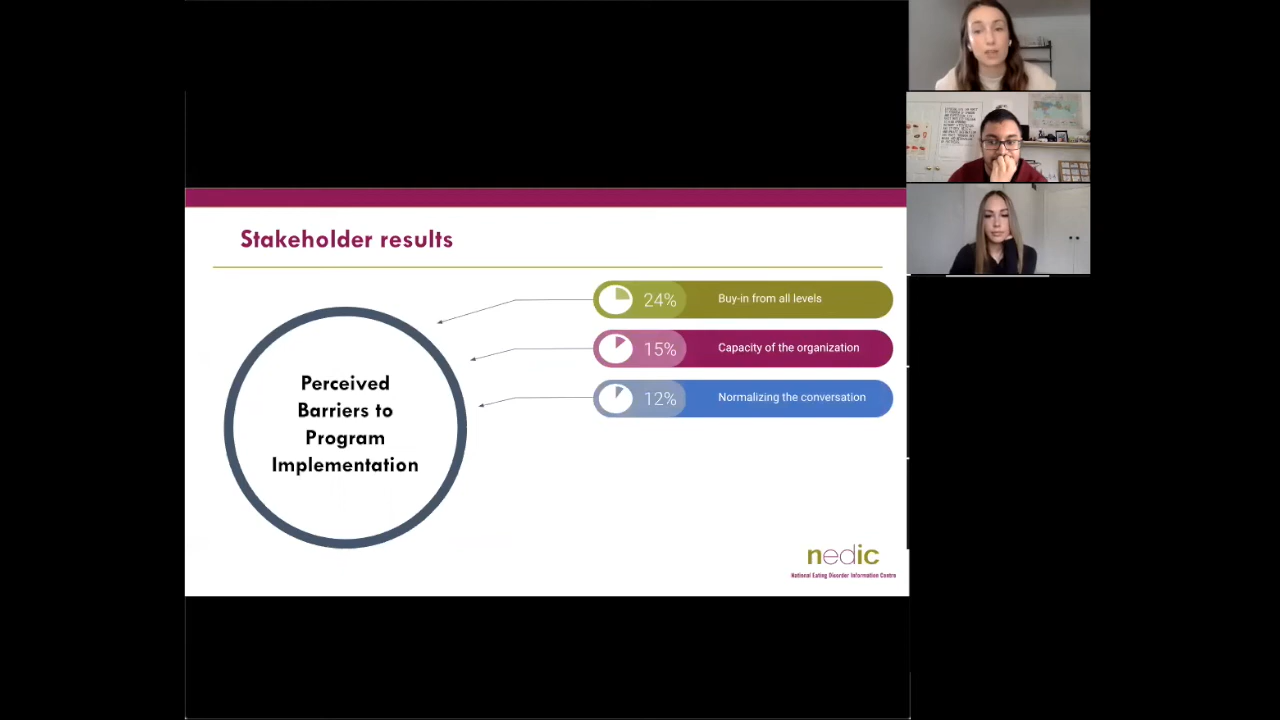 Stakeholder results
Perceived
Barriers to
Program
Implementation
24% Buy-in from all levels
15% Capacity of the organization
12% Normalizing the conversation
nedic
National Eating Disorder Information Centre